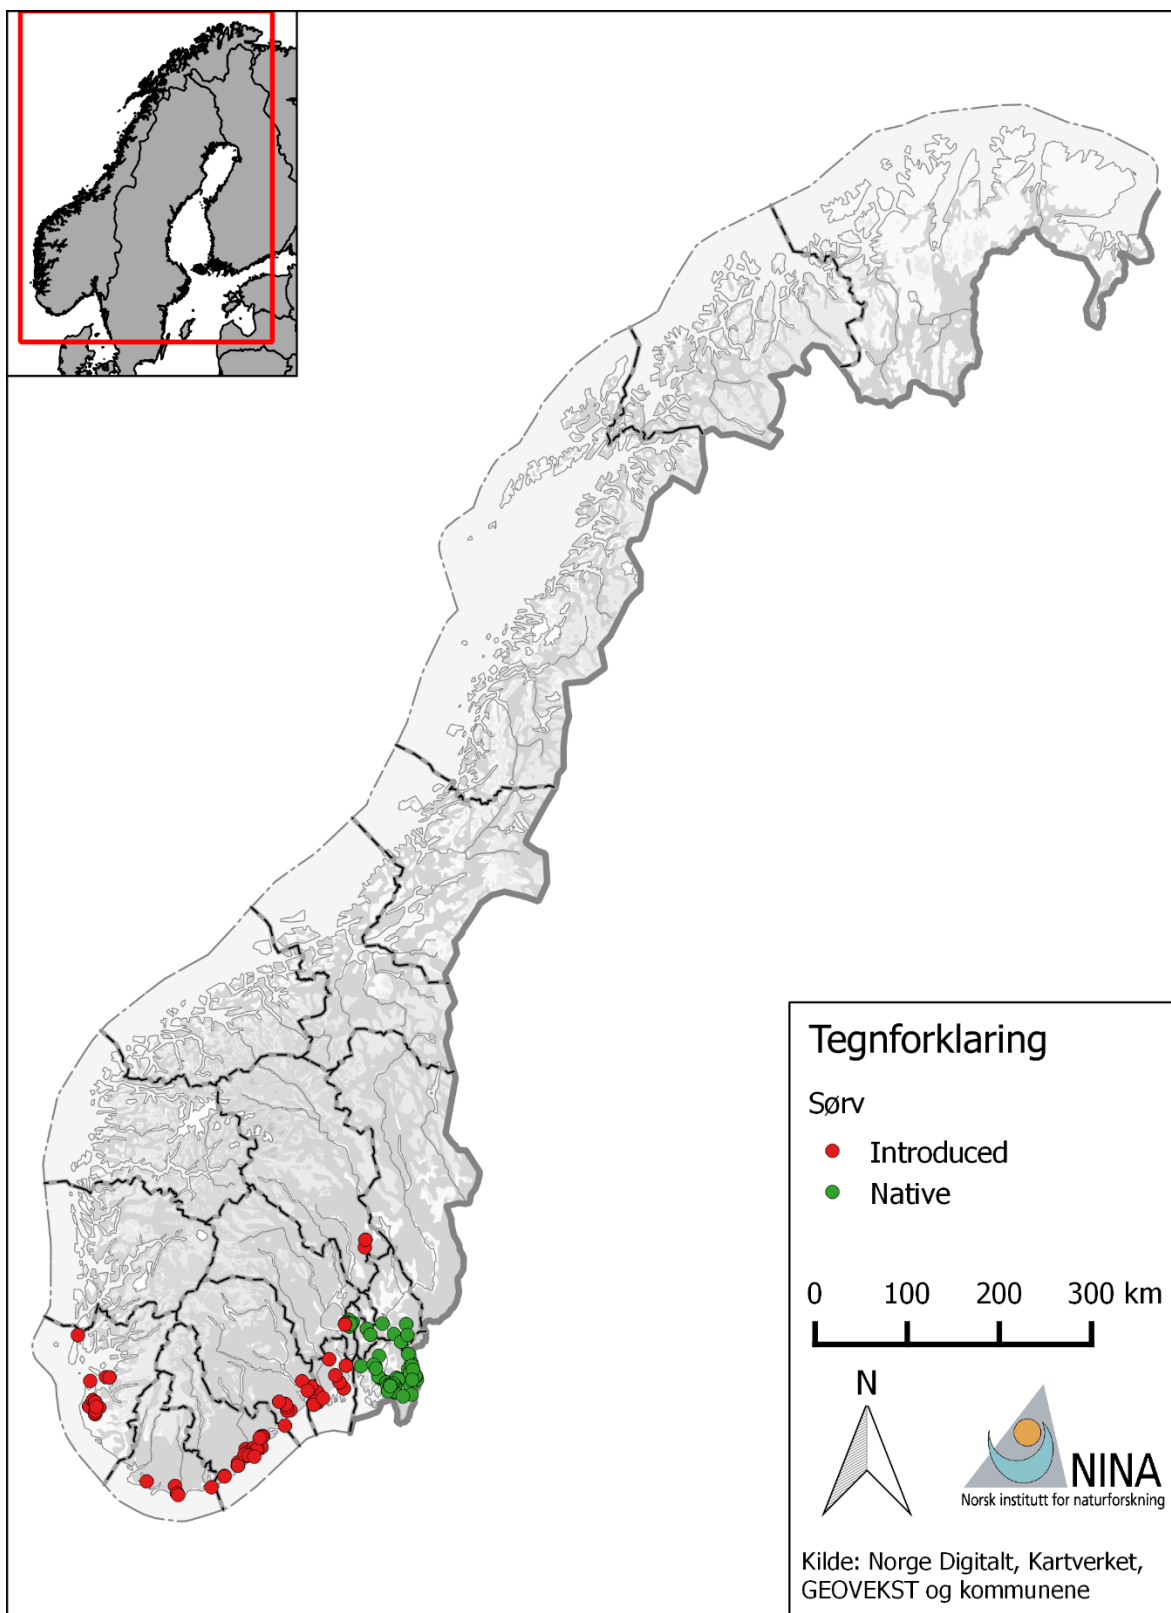 Tegnforklaring
Sørv
Introduced
Native
0 100 200 300 km
N
NINA
Norsk institutt for naturforskning
Kilde: Norge Digitalt, Kartverket,
GEOVEKST og kommunene